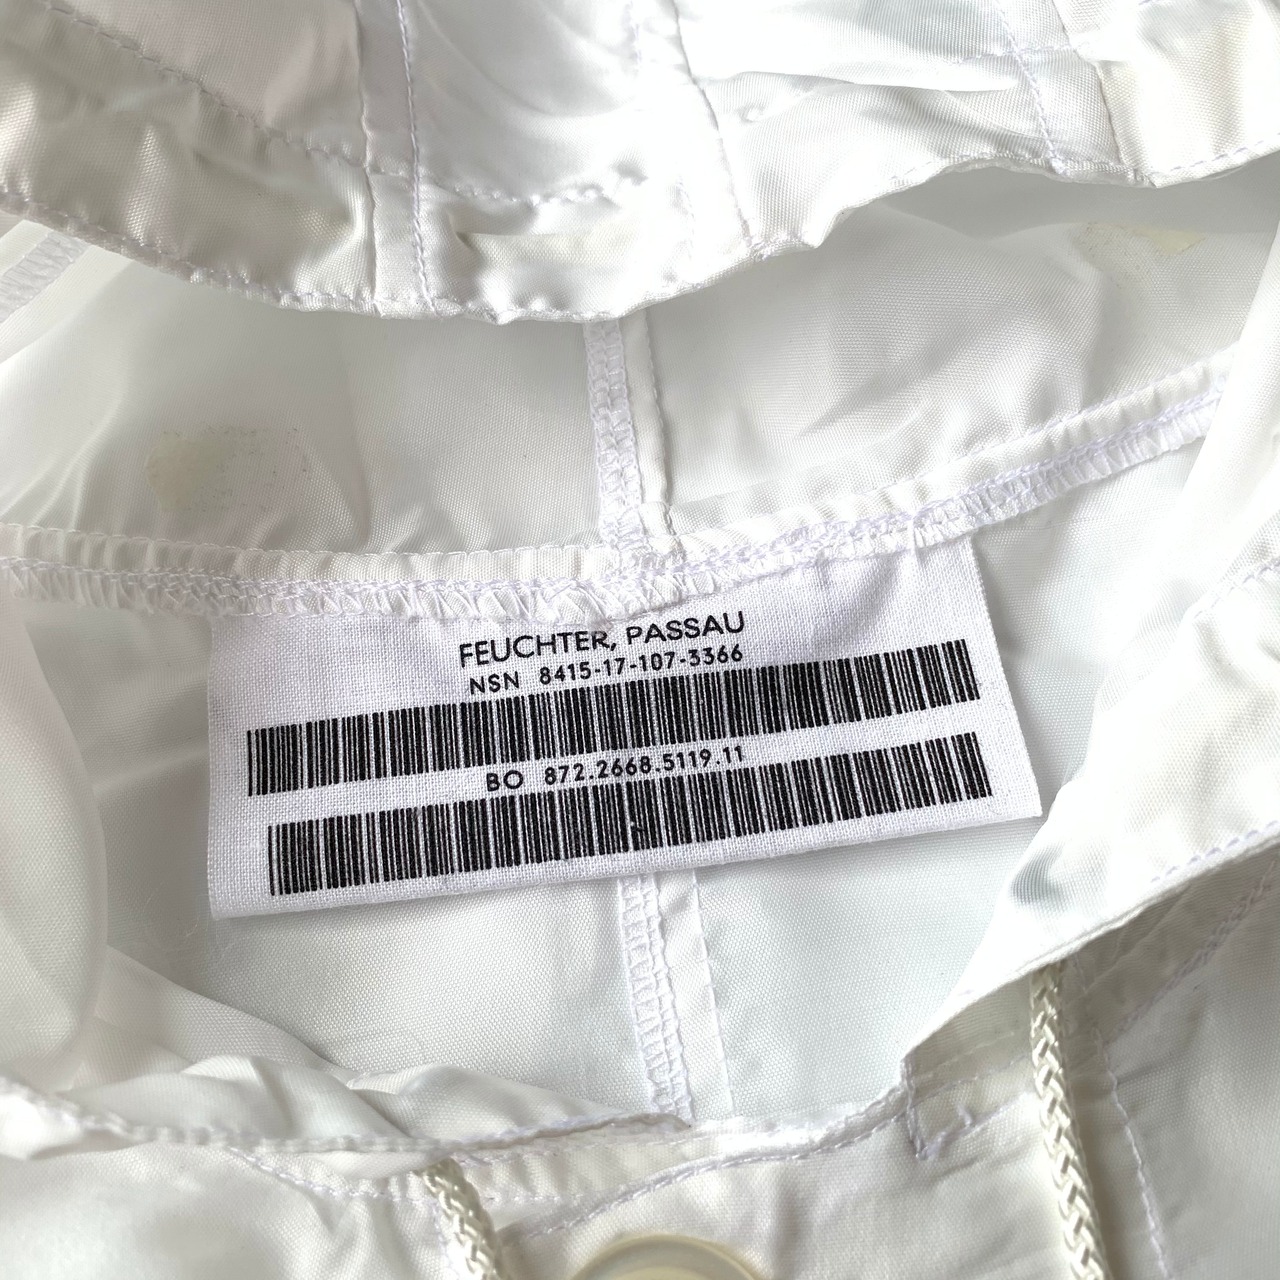 FEUCHTER, PASSAU
NSN 8415-17-107-3366
BO 872.2668.5119.11